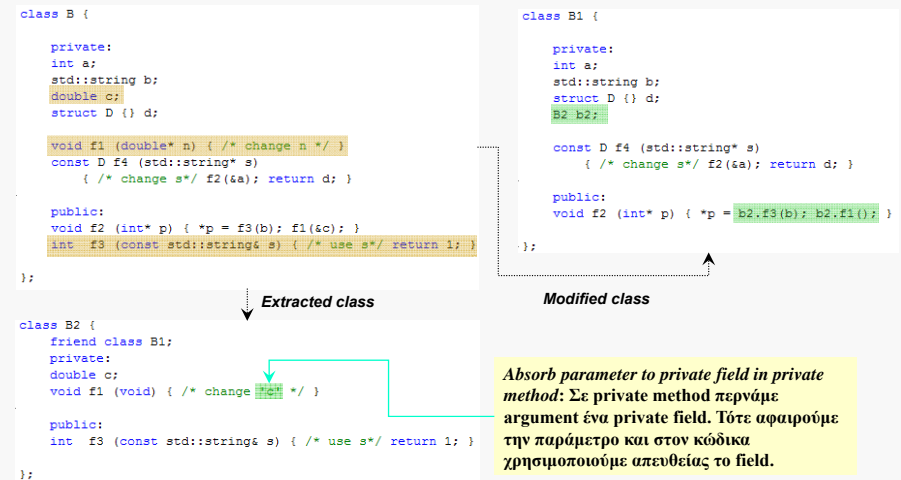 class B {
private:
int a;
std::string b;
double c;
struct D {} d;
void f1 (double* n) { /* change n */ }
const D f4 (std::string* s)
{ /* change s*/ f2(&a); return d; }
public:
void f2 (int* p) { *p = f3(b); f1(&c); }
int f3 (const std::string& s) { /* use s*/ return 1; }
};
class B1 {
private:
int a;
std::string b;
struct D {} d;
B2 b2;
const D f4 (std::string* s)
{ /* change s*/ f2(&a); return d; }
public:
void f2 (int* p) { *p = b2.f3(b); b2.f1(); }
};
Extracted class
Modified class
class B2 {
friend class B1;
private:
double c;
void f1 (void) { /* change "c" */ }
public:
int f3 (const std::string& s) { /* use s*/ return 1; }
};
Absorb parameter to private field in private
method: Σε private method περνάμε
argument ένα private field. Τότε αφαιρούμε
την παράμετρο και στον κώδικα
χρησιμοποιούμε απευθείας το field.